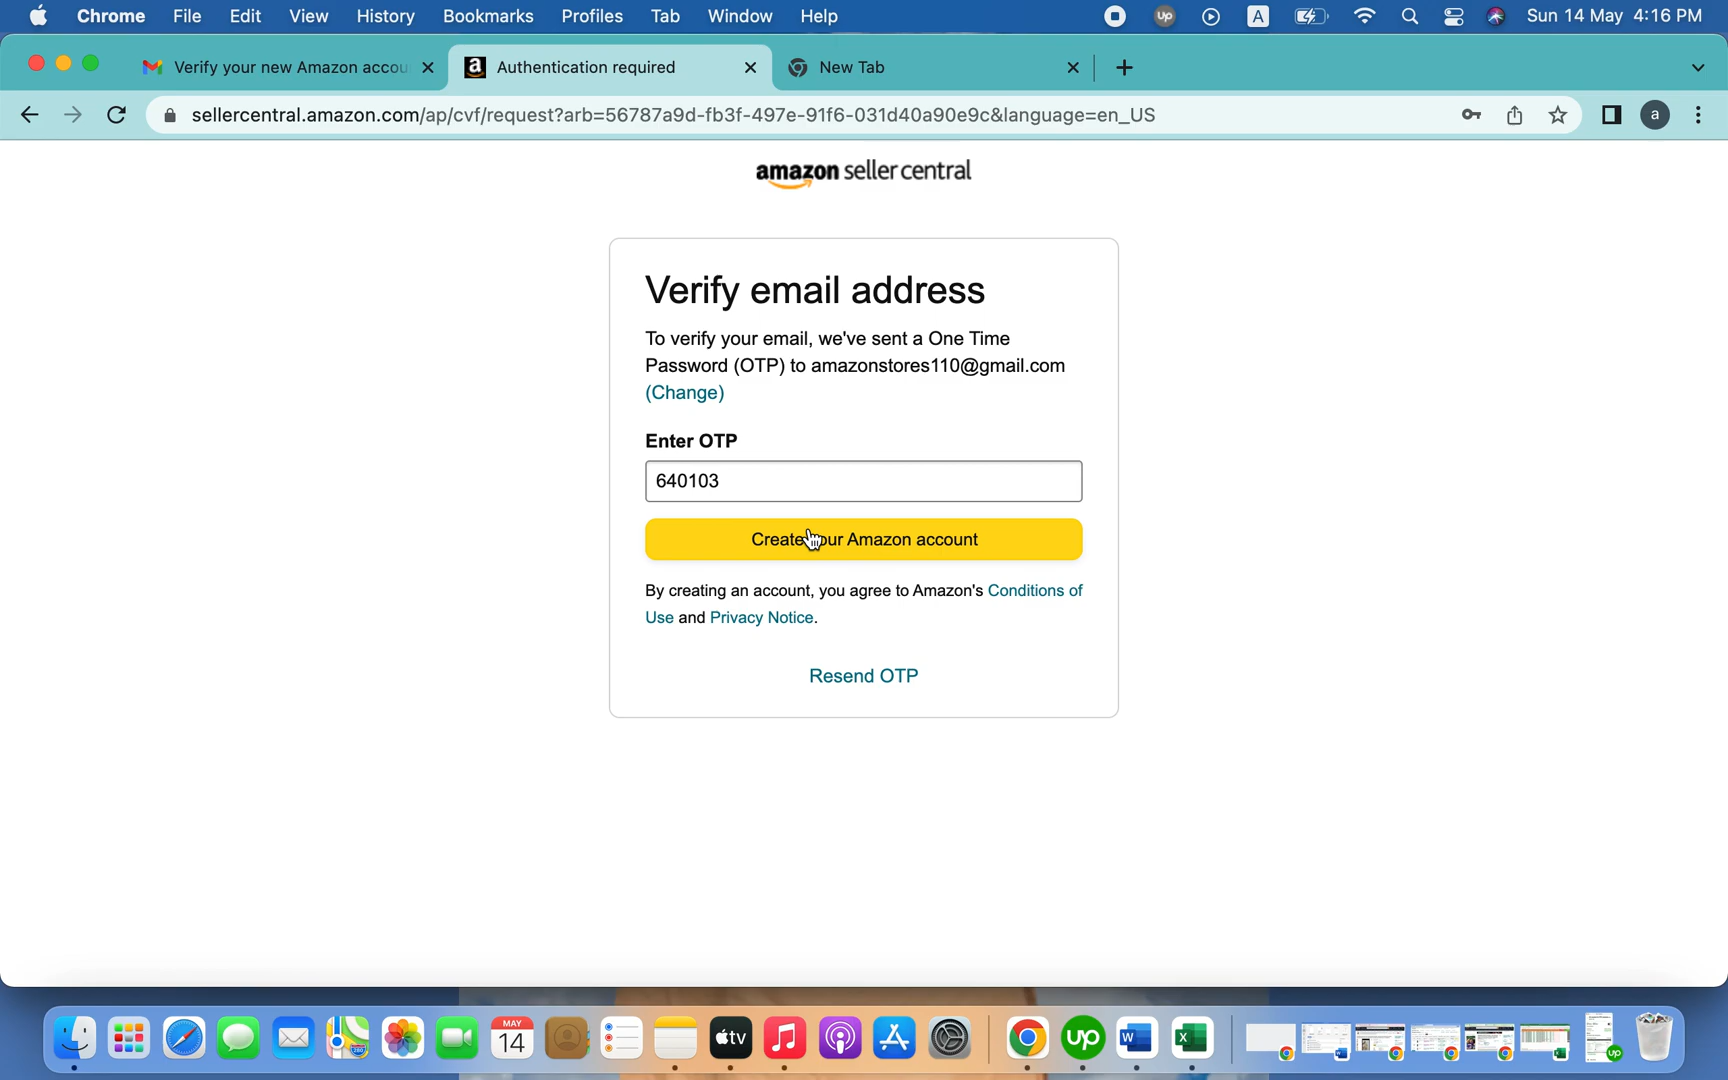 Chrome File Edit View History Bookmarks Profiles Tab Window Help up A Sun 14 May 4:16 PM
Verify your new Amazon accou Authentication required New Tab
sellercentral.amazon.com/ap/cvf/request?arb=56787a9d-fb3f-497e-91f6-031d40a90e9c&language=en_US a
amazon seller central
Verify email address
To verify your email, we've sent a One Time
Password (OTP) to amazonstores110@gmail.com
(Change)
Enter OTP
640103
Create your Amazon account
By creating an account, you agree to Amazon's Conditions of
Use and Privacy Notice.
Resend OTP
MAY
14
tv
up
W
X